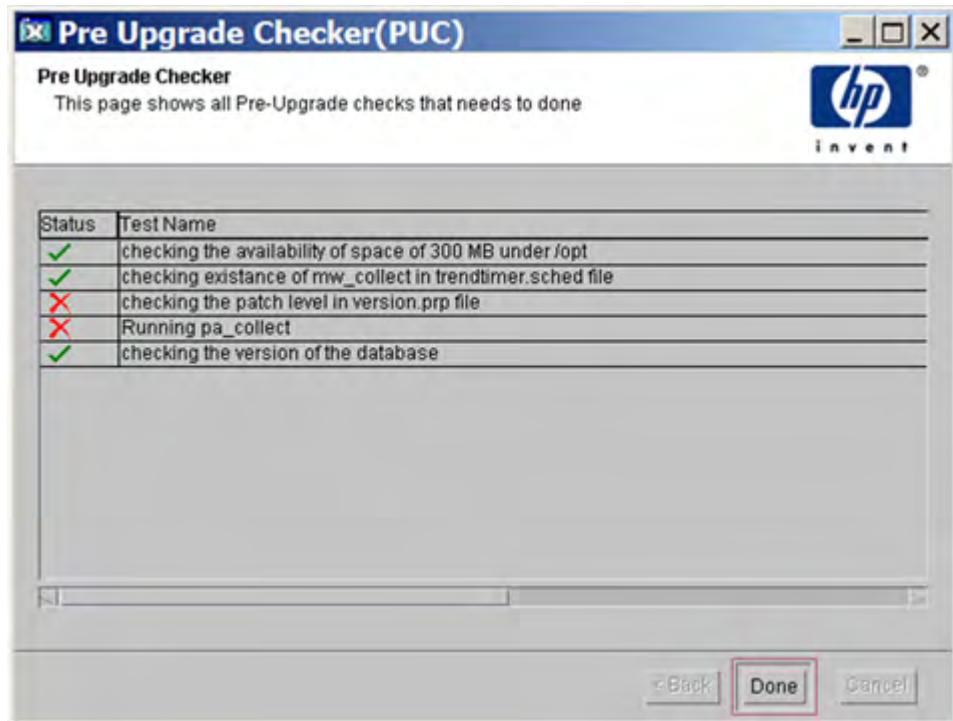 Pre Upgrade Checker(PUC)
Pre Upgrade Checker
This page shows all Pre-Upgrade checks that needs to done
hp
®
invent
Status Test Name
checking the availability of space of 300 MB under /opt
checking existance of mw_collect in trendtimer.sched file
checking the patch level in version.prp file
Running pa_collect
checking the version of the database
<Back Done Cancel